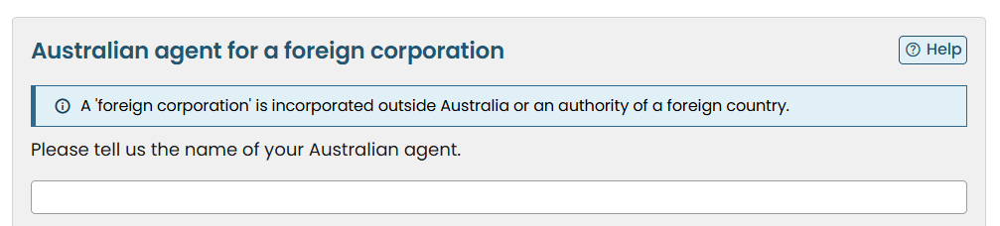 Australian agent for a foreign corporation
Help
A 'foreign corporation' is incorporated outside Australia or an authority of a foreign country.
Please tell us the name of your Australian agent.